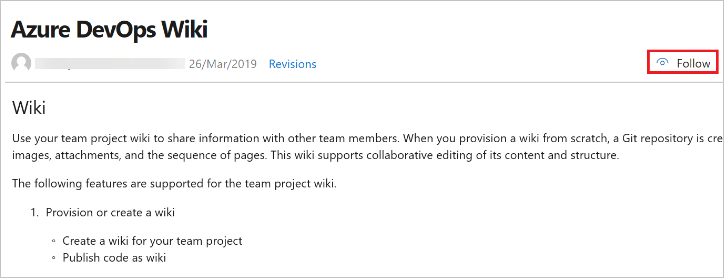 Azure DevOps Wiki
26/Mar/2019 Revisions Follow
Wiki
Use your team project wiki to share information with other team members. When you provision a wiki from scratch, a Git repository is cre
images, attachments, and the sequence of pages. This wiki supports collaborative editing of its content and structure.
The following features are supported for the team project wiki.
1. Provision or create a wiki
◦ Create a wiki for your team project
◦ Publish code as wiki